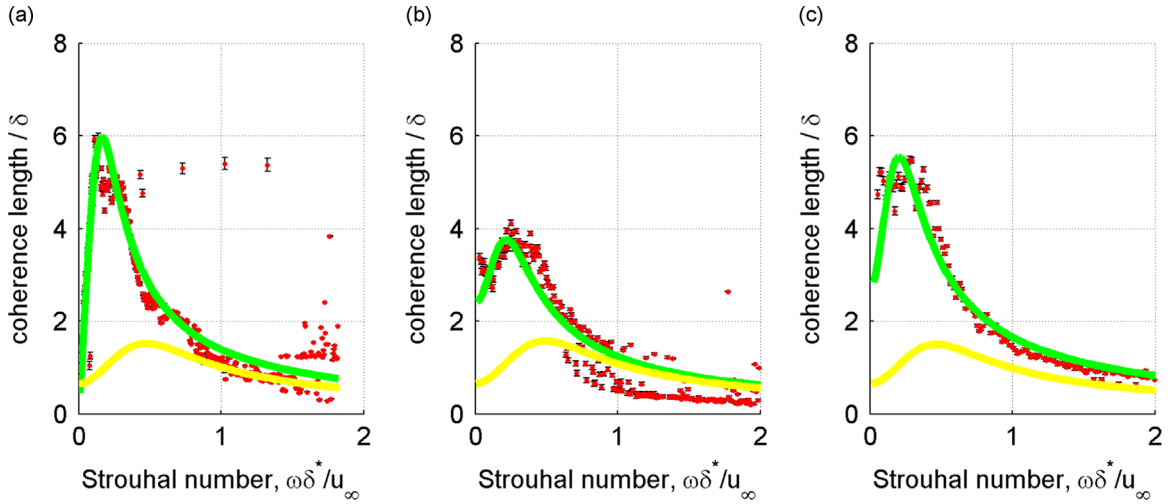 (a)
8
6
4
2
0
coherence length / δ
0 1 2
Strouhal number, ωδ*/u∞
(b)
8
6
4
2
0
coherence length / δ
0 1 2
Strouhal number, ωδ*/u∞
(c)
8
6
4
2
0
coherence length / δ
0 1 2
Strouhal number, ωδ*/u∞